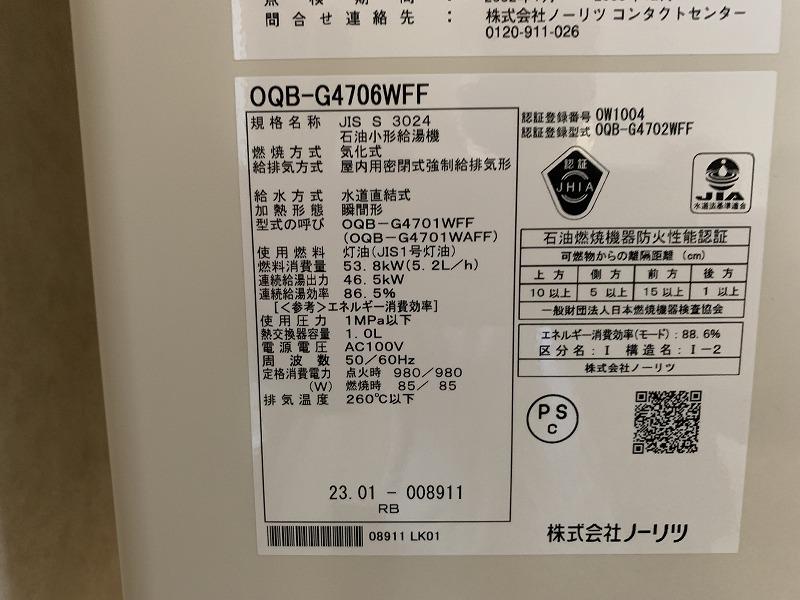 問合せ連絡先 : 株式会社ノーリツ コンタクトセンター
0120-911-026
OQB-G4706WFF
規格名称 JIS S 3024
石油小形給湯機
燃焼方式 気化式
給排気方式 屋内用密閉式強制給排気形
給水方式 水道直結式
加熱形態 瞬間形
型式の呼び OQB-G4701WFF
(OQB-G4701WAFF)
使用燃料 灯油(JIS1号灯油)
燃料消費量 53.8kW(5.2L/h)
連続給湯出力 46.5kW
連続給湯効率 86.5%
[<参考>エネルギー消費効率]
使用圧力 1MPa以下
熱交換器容量 1.0L
電源電圧 AC100V
周波数 50/60Hz
定格消費電力 点火時 980/980
(W) 燃焼時 85/ 85
排気温度 260℃以下
23.01 - 008911
RB
08911 LK01
認証登録番号 OW1004
認証登録型式 OQB-G4702WFF
認証
JHIA
JIA
水道法基準適合
石油燃焼機器防火性能認証
可燃物からの離隔距離 (cm)
上方 側方 前方 後方
10以上 5以上 15以上 1以上
一般財団法人日本燃焼機器検査協会
エネルギー消費効率(モード):88.6%
区分名:I 構造名:I-2
株式会社ノーリツ
PS
C
株式会社ノーリツ